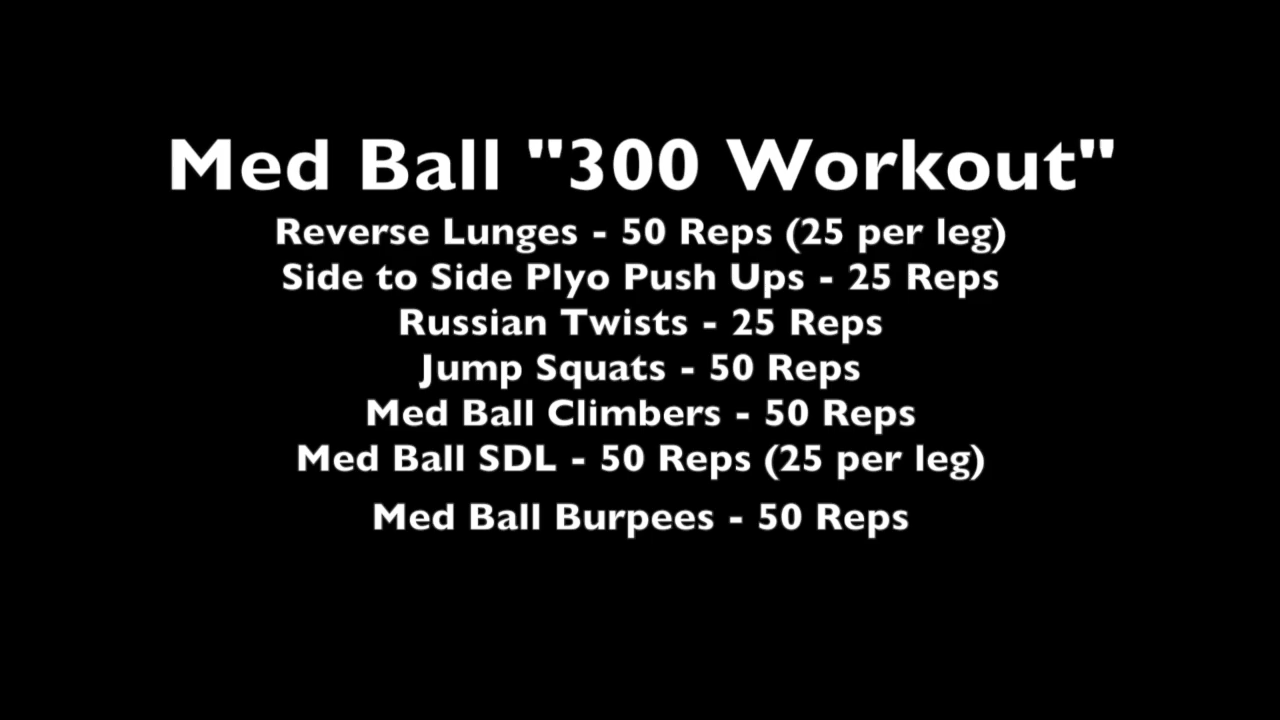 Med Ball "300 Workout"
Reverse Lunges - 50 Reps (25 per leg)
Side to Side Plyo Push Ups - 25 Reps
Russian Twists - 25 Reps
Jump Squats - 50 Reps
Med Ball Climbers - 50 Reps
Med Ball SDL - 50 Reps (25 per leg)
Med Ball Burpees - 50 Reps